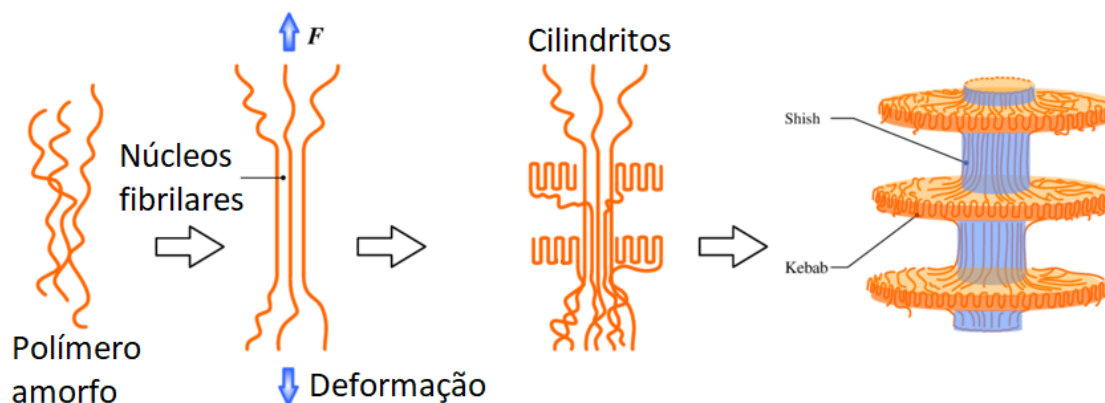 F
Cilindritos
Shish
Núcleos
fibrilares
Kebab
Polímero
amorfo
Deformação